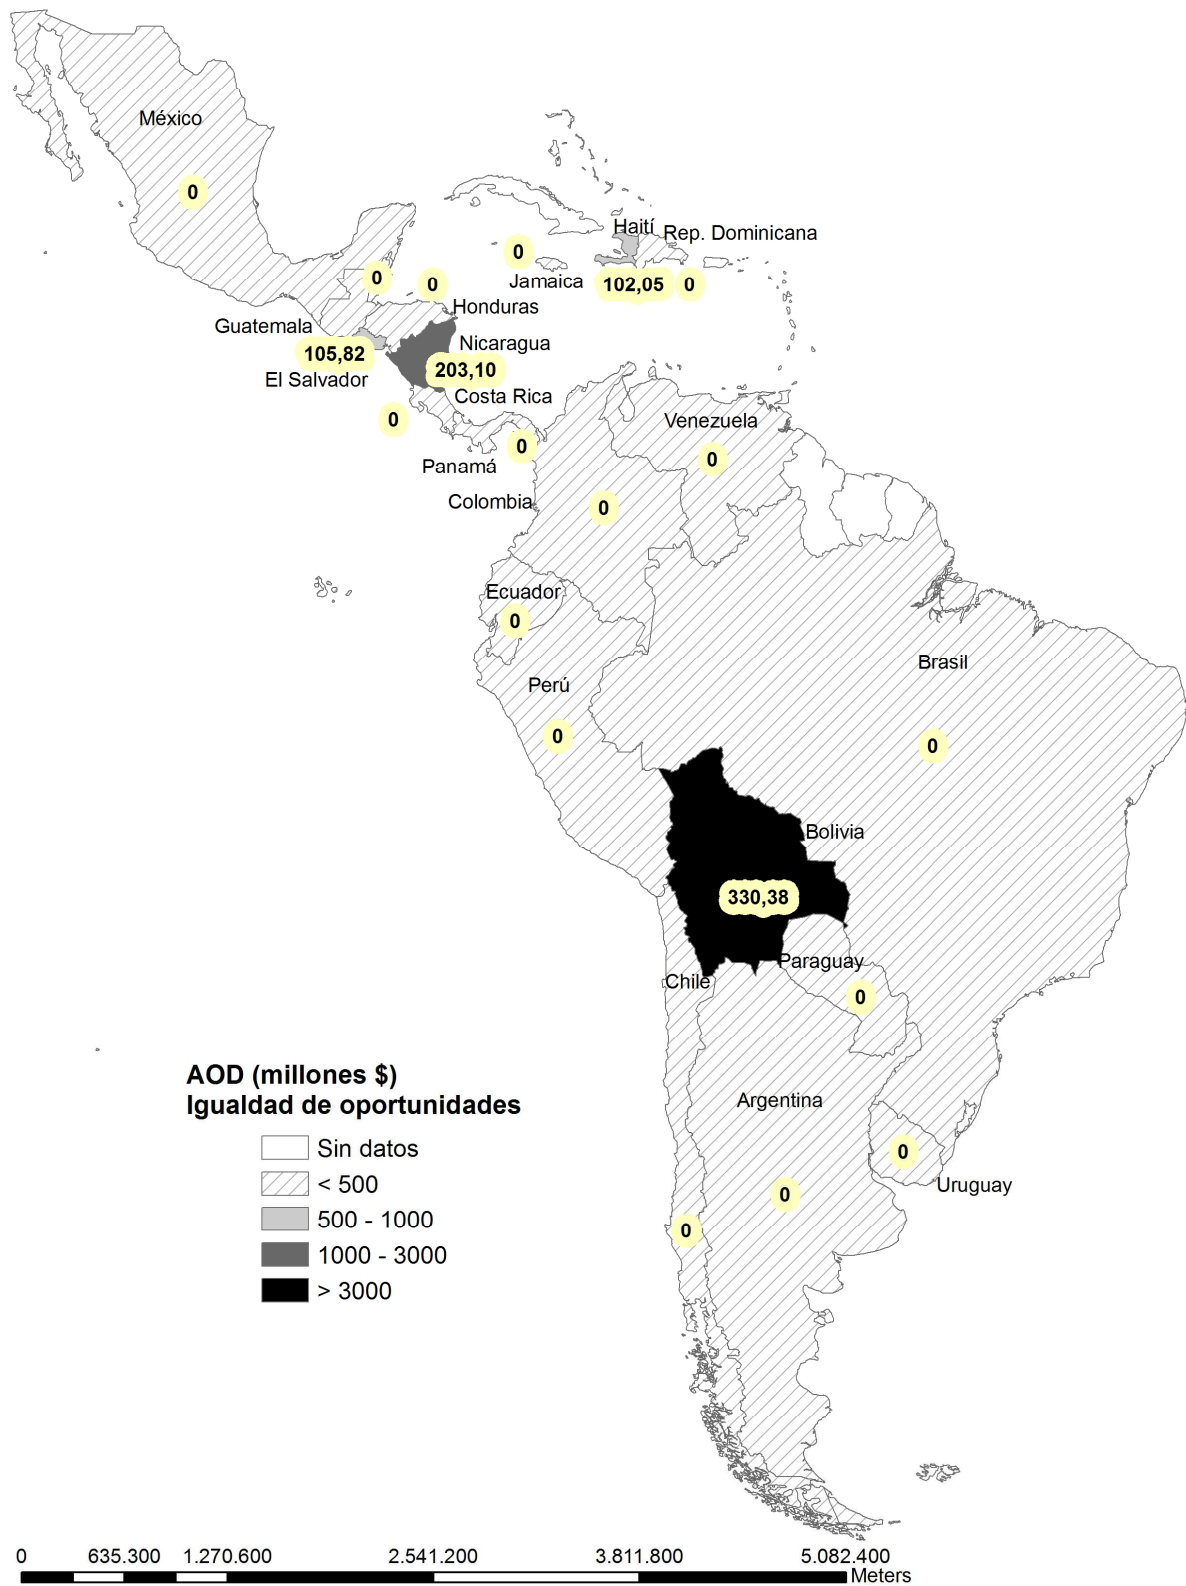 México
0
Haití
Rep. Dominicana
0
Jamaica
102,05
0
0
0
Honduras
Guatemala
Nicaragua
105,82
203,10
El Salvador
Costa Rica
0
Venezuela
0
Panamá
0
Colombia
0
Ecuador
0
Perú
0
Brasil
0
Bolivia
330,38
Paraguay
0
Chile
Argentina
0
0
Uruguay
0
AOD (millones $)
Igualdad de oportunidades
Sin datos
< 500
500 - 1000
1000 - 3000
> 3000
0 635.300 1.270.600 2.541.200 3.811.800 5.082.400
Meters